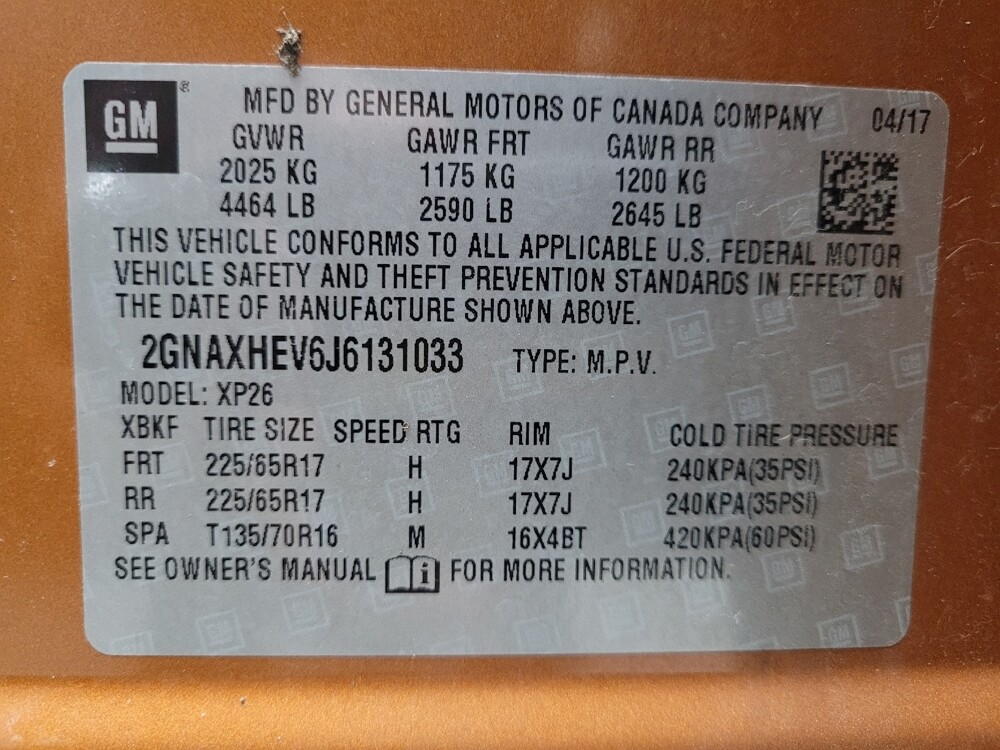 GM ®
MFD BY GENERAL MOTORS OF CANADA COMPANY 04/17
GVWR GAWR FRT GAWR RR
2025 KG 1175 KG 1200 KG
4464 LB 2590 LB 2645 LB
THIS VEHICLE CONFORMS TO ALL APPLICABLE U.S. FEDERAL MOTOR
VEHICLE SAFETY AND THEFT PREVENTION STANDARDS IN EFFECT ON
THE DATE OF MANUFACTURE SHOWN ABOVE.
2GNAXHEV6J6131033 TYPE: M.P.V.
MODEL: XP26
XBKF TIRE SIZE SPEED RTG RIM COLD TIRE PRESSURE
FRT 225/65R17 H 17X7J 240KPA(35PSI)
RR 225/65R17 H 17X7J 240KPA(35PSI)
SPA T135/70R16 M 16X4BT 420KPA(60PSI)
SEE OWNER'S MANUAL i FOR MORE INFORMATION.